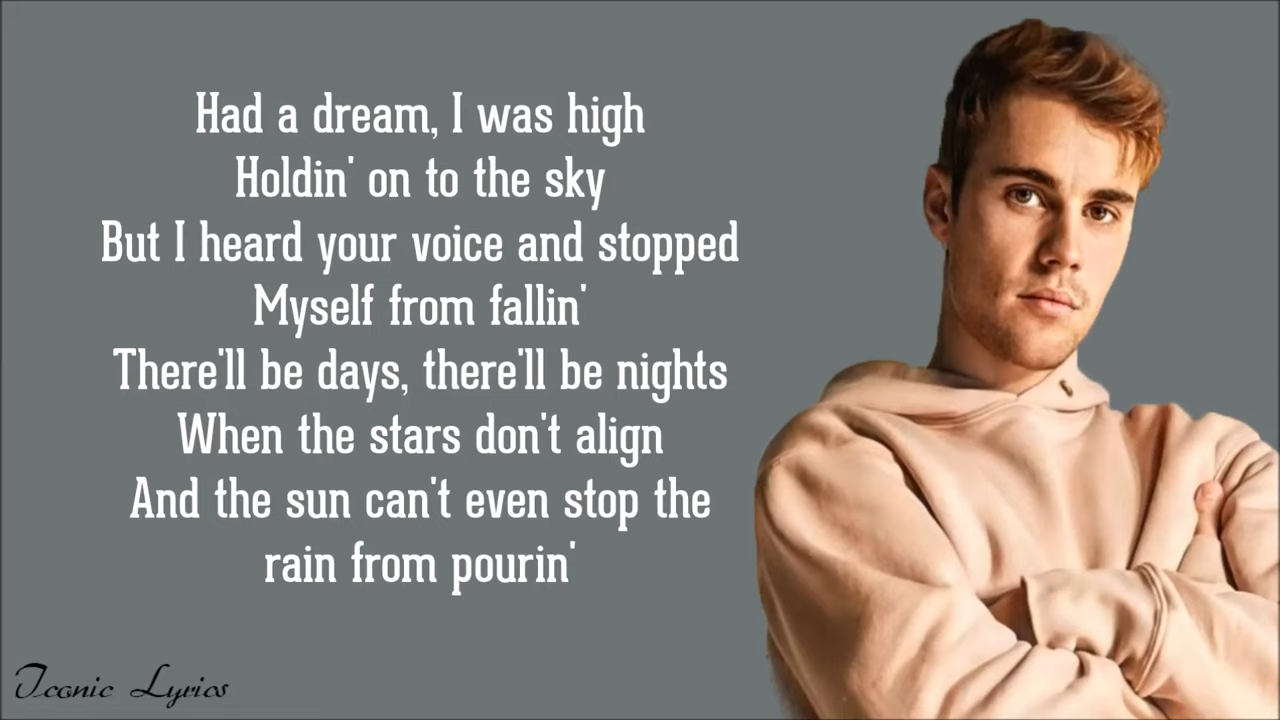 Had a dream, I was high
Holdin' on to the sky
But I heard your voice and stopped
Myself from fallin'
There'll be days, there'll be nights
When the stars don't align
And the sun can't even stop the
rain from pourin'
Iconic Lyrics